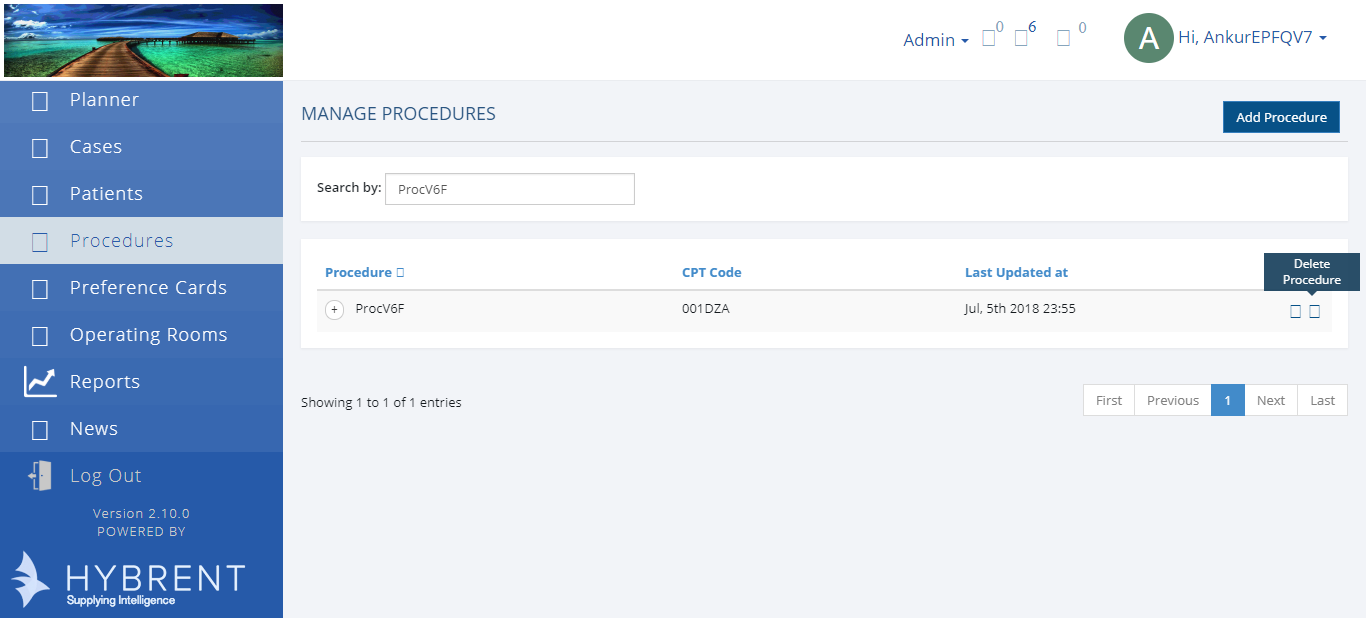 Admin
0
6
0
A
Hi, AnkurEPFQV7
Planner
Cases
Patients
Procedures
Preference Cards
Operating Rooms
Reports
News
Log Out
Version 2.10.0
POWERED BY
HYBRENT
Supplying Intelligence
MANAGE PROCEDURES
Add Procedure
Search by: ProcV6F
Procedure CPT Code Last Updated at
Delete
Procedure
+ ProcV6F 001DZA Jul, 5th 2018 23:55
Showing 1 to 1 of 1 entries
First Previous 1 Next Last